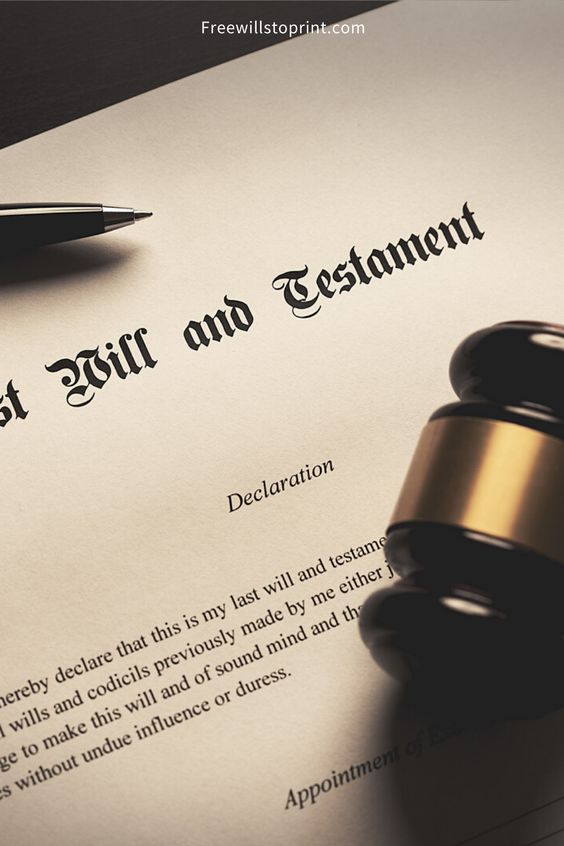 Freewillstoprint.com
st Will and Testament
Declaration
hereby declare that this is my last will and testame
l wills and codicils previously made by me either j
ge to make this will and of sound mind and tha
es without undue influence or duress.
Appointment of